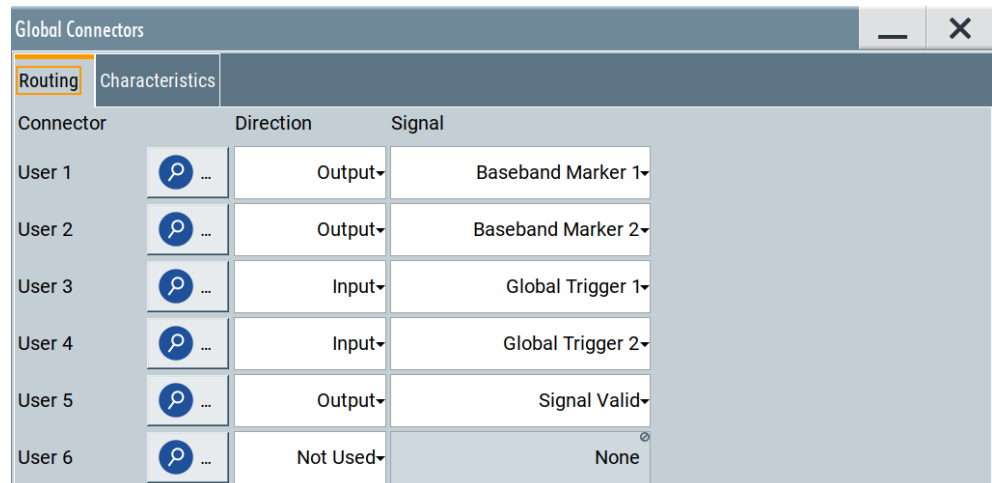 Global Connectors
Routing Characteristics
Connector Direction Signal
User 1 ... Output Baseband Marker 1
User 2 ... Output Baseband Marker 2
User 3 ... Input Global Trigger 1
User 4 ... Input Global Trigger 2
User 5 ... Output Signal Valid
User 6 ... Not Used None